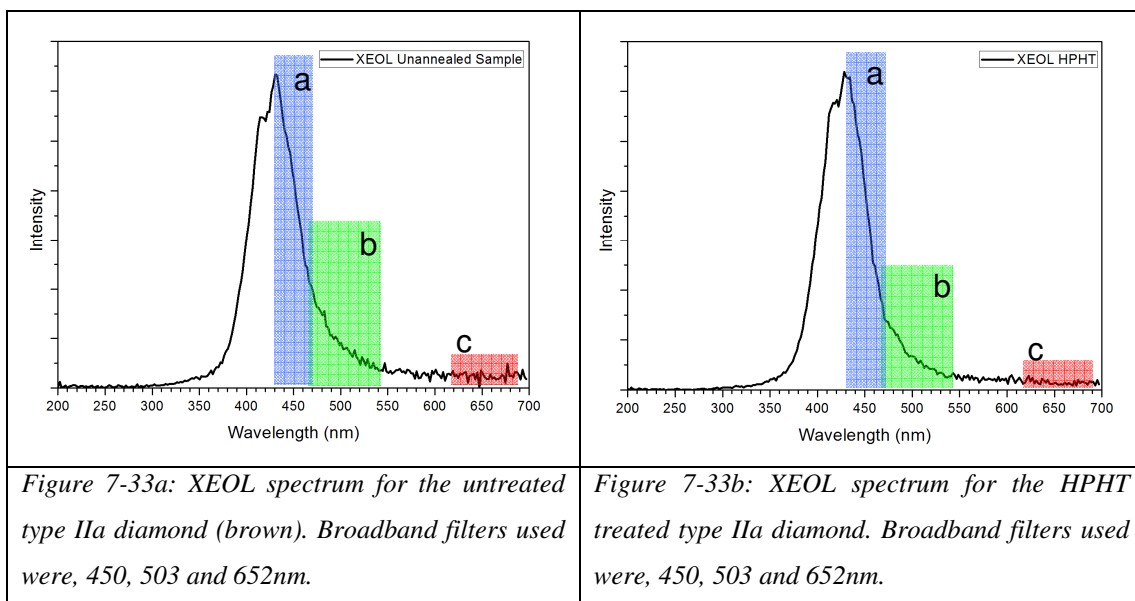 XEOL Unannealed Sample
a
b
c
Intensity
200 250 300 350 400 450 500 550 600 650 700
Wavelength (nm)
Figure 7-33a: XEOL spectrum for the untreated
type IIa diamond (brown). Broadband filters used
were, 450, 503 and 652nm.
XEOL HPHT
a
b
c
Intensity
200 250 300 350 400 450 500 550 600 650 700
Wavelength (nm)
Figure 7-33b: XEOL spectrum for the HPHT
treated type IIa diamond. Broadband filters used
were, 450, 503 and 652nm.